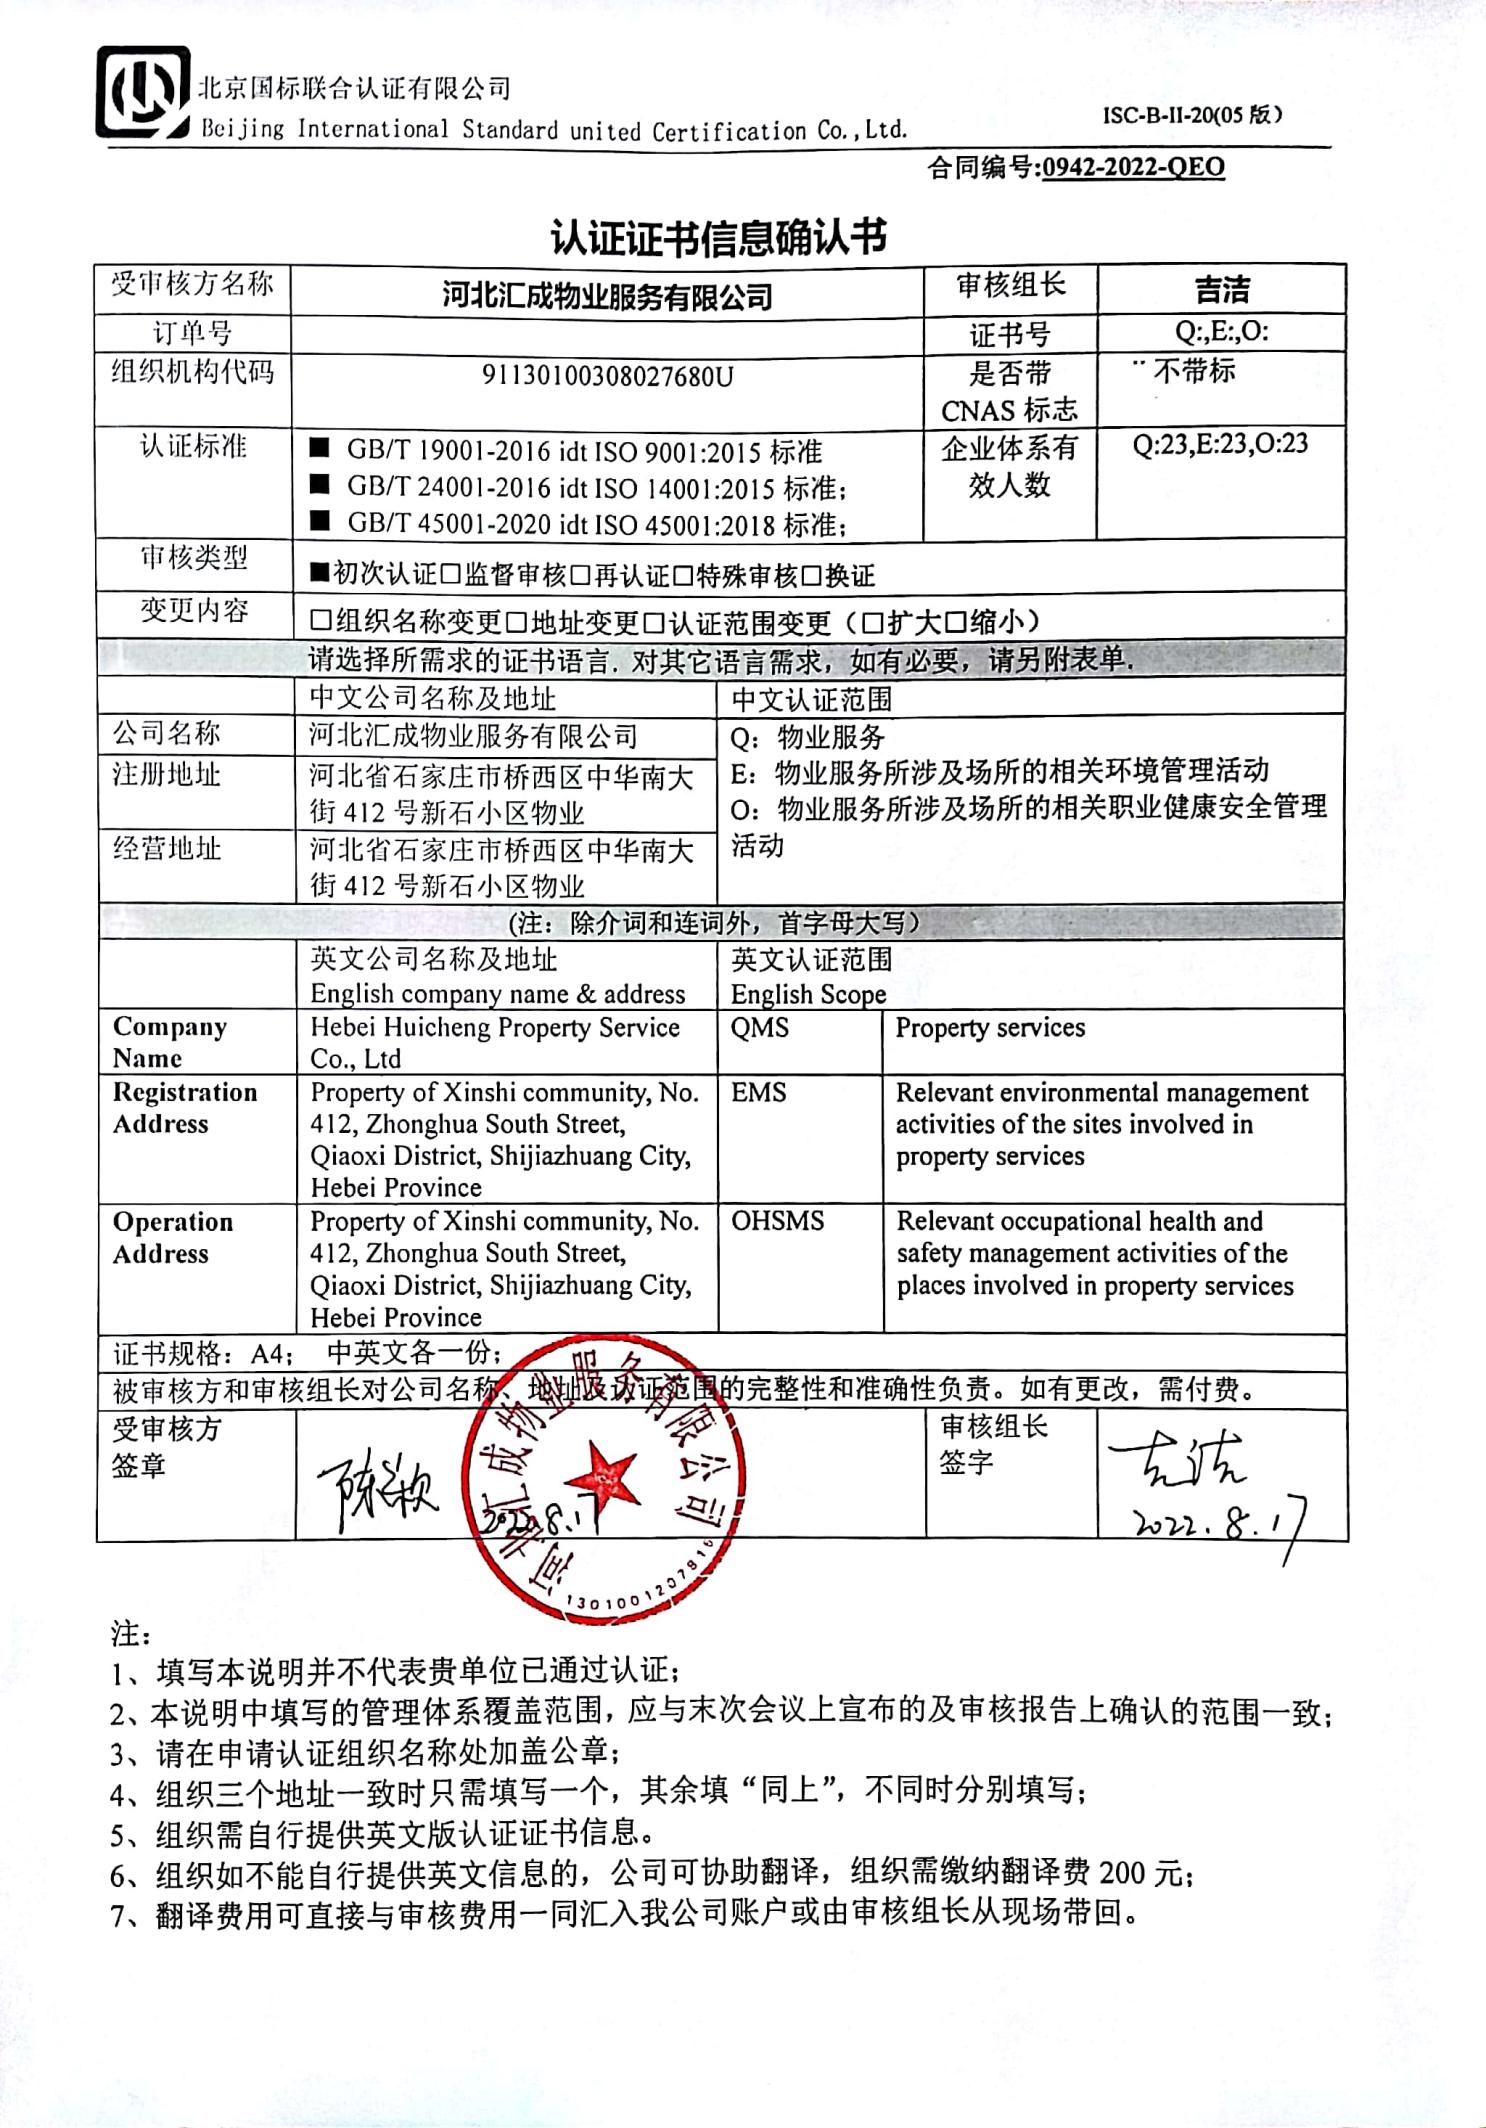 北京国标联合认证有限公司
Beijing International Standard united Certification Co.,Ltd.
ISC-B-II-20(05 版）
合同编号:0942-2022-QEO
认证证书信息确认书
受审核方名称 河北汇成物业服务有限公司 审核组长 吉洁
订单号 证书号 Q:,E:,O:
组织机构代码 91130100308027680U 是否带
CNAS 标志 ¨ 不带标
认证标准 ■ GB/T 19001-2016 idt ISO 9001:2015 标准
■ GB/T 24001-2016 idt ISO 14001:2015 标准；
■ GB/T 45001-2020 idt ISO 45001:2018 标准；
企业体系有
效人数
Q:23,E:23,O:23
审核类型 ■初次认证□监督审核□再认证□特殊审核□换证
变更内容 □组织名称变更□地址变更□认证范围变更（□扩大□缩小）
请选择所需求的证书语言. 对其它语言需求，如有必要，请另附表单.
中文公司名称及地址 中文认证范围
公司名称 河北汇成物业服务有限公司
注册地址 河北省石家庄市桥西区中华南大
街 412 号新石小区物业
经营地址 河北省石家庄市桥西区中华南大
街 412 号新石小区物业
Q：物业服务
E：物业服务所涉及场所的相关环境管理活动
O：物业服务所涉及场所的相关职业健康安全管理
活动
(注：除介词和连词外，首字母大写）
英文公司名称及地址
English company name & address
英文认证范围
English Scope
Company
Name
Hebei Huicheng Property Service
Co., Ltd
QMS Property services
Registration
Address
Property of Xinshi community, No.
412, Zhonghua South Street,
Qiaoxi District, Shijiazhuang City,
Hebei Province
EMS Relevant environmental management
activities of the sites involved in
property services
Operation
Address
Property of Xinshi community, No.
412, Zhonghua South Street,
Qiaoxi District, Shijiazhuang City,
Hebei Province
OHSMS Relevant occupational health and
safety management activities of the
places involved in property services
证书规格：A4； 中英文各一份；
被审核方和审核组长对公司名称、地址及认证范围的完整性和准确性负责。如有更改，需付费。
受审核方
签章
2022.8.17
河北汇成物业服务有限公司
1301001207816
审核组长
签字
吉洁
2022.8.17
注：
1、填写本说明并不代表贵单位已通过认证；
2、本说明中填写的管理体系覆盖范围，应与末次会议上宣布的及审核报告上确认的范围一致；
3、请在申请认证组织名称处加盖公章；
4、组织三个地址一致时只需填写一个，其余填“同上”，不同时分别填写；
5、组织需自行提供英文版认证证书信息。
6、组织如不能自行提供英文信息的，公司可协助翻译，组织需缴纳翻译费 200 元；
7、翻译费用可直接与审核费用一同汇入我公司账户或由审核组长从现场带回。